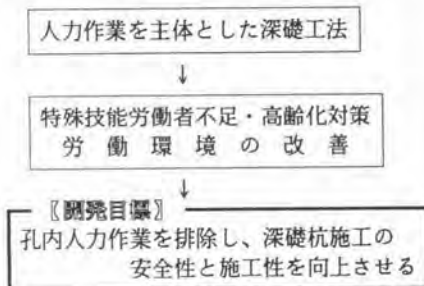 人力作業を主体とした深礎工法
↓
特殊技能労働者不足・高齢化対策
労働環境の改善
↓
〖開発目標〗
孔内人力作業を排除し、深礎杭施工の
安全性と施工性を向上させる